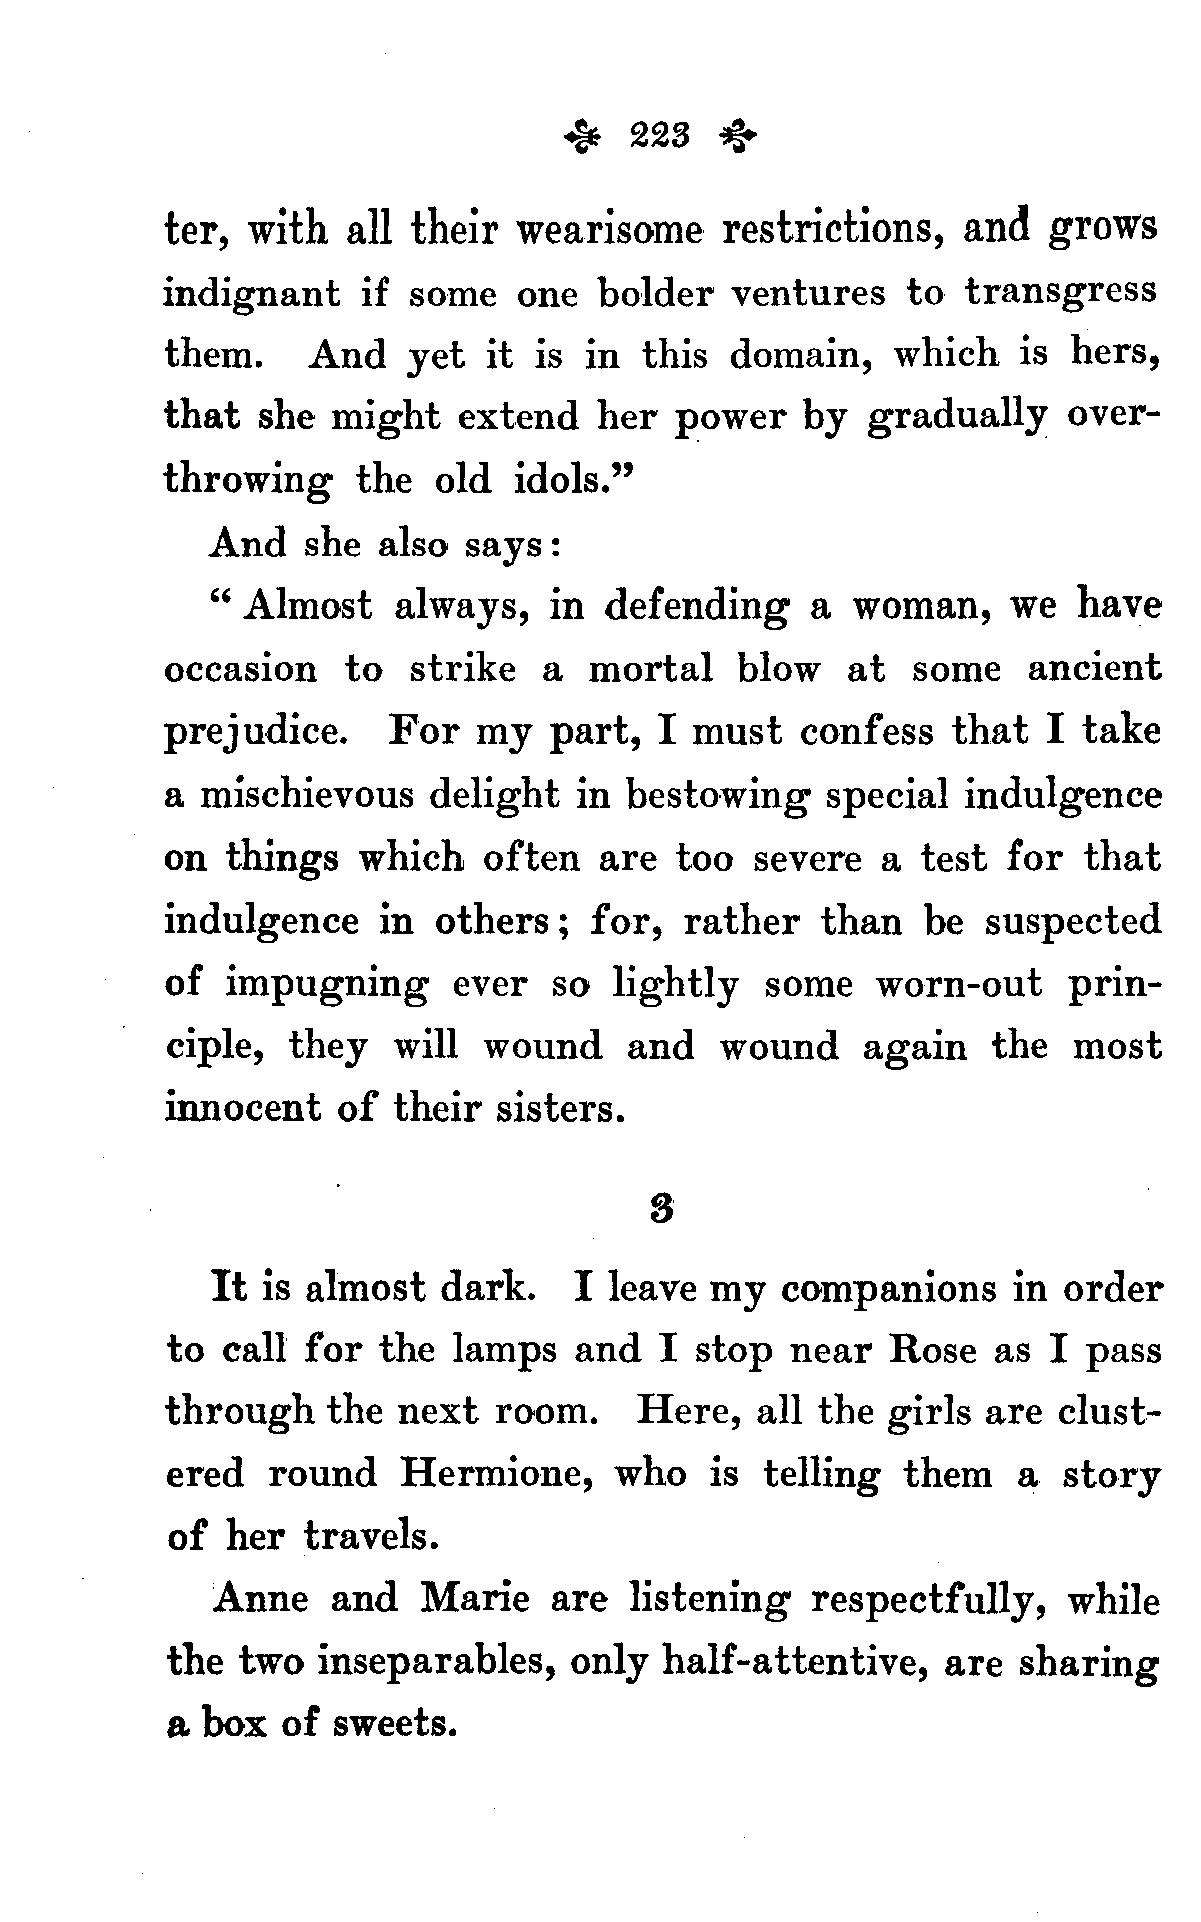 223
ter, with all their wearisome restrictions, and grows
indignant if some one bolder ventures to transgress
them. And yet it is in this domain, which is hers,
that she might extend her power by gradually over-
throwing the old idols.”
And she also says:
“Almost always, in defending a woman, we have
occasion to strike a mortal blow at some ancient
prejudice. For my part, I must confess that I take
a mischievous delight in bestowing special indulgence
on things which often are too severe a test for that
indulgence in others; for, rather than be suspected
of impugning ever so lightly some worn-out prin-
ciple, they will wound and wound again the most
innocent of their sisters.
3
It is almost dark. I leave my companions in order
to call for the lamps and I stop near Rose as I pass
through the next room. Here, all the girls are clust-
ered round Hermione, who is telling them a story
of her travels.
Anne and Marie are listening respectfully, while
the two inseparables, only half-attentive, are sharing
a box of sweets.